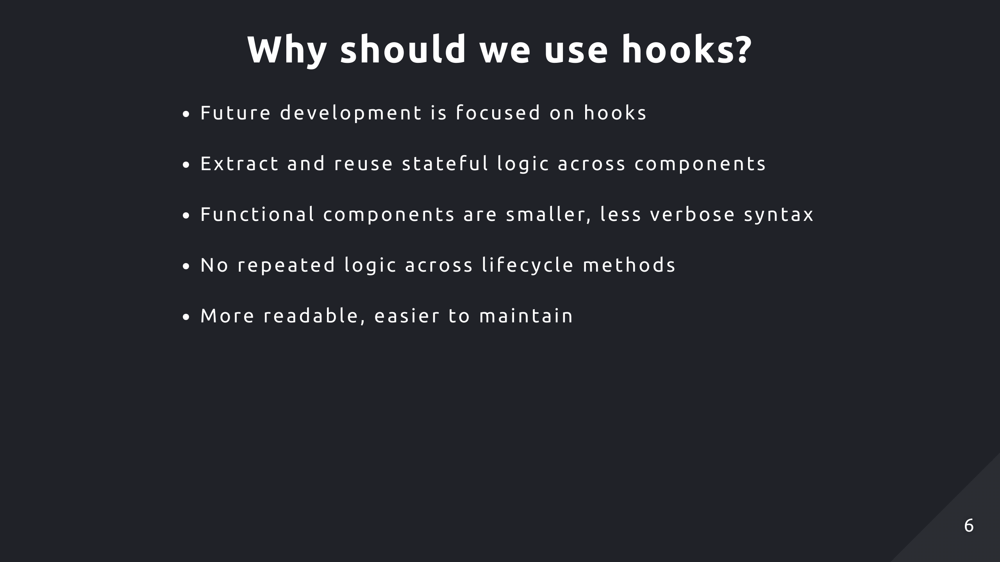 Why should we use hooks?
• Future development is focused on hooks
• Extract and reuse stateful logic across components
• Functional components are smaller, less verbose syntax
• No repeated logic across lifecycle methods
• More readable, easier to maintain
6